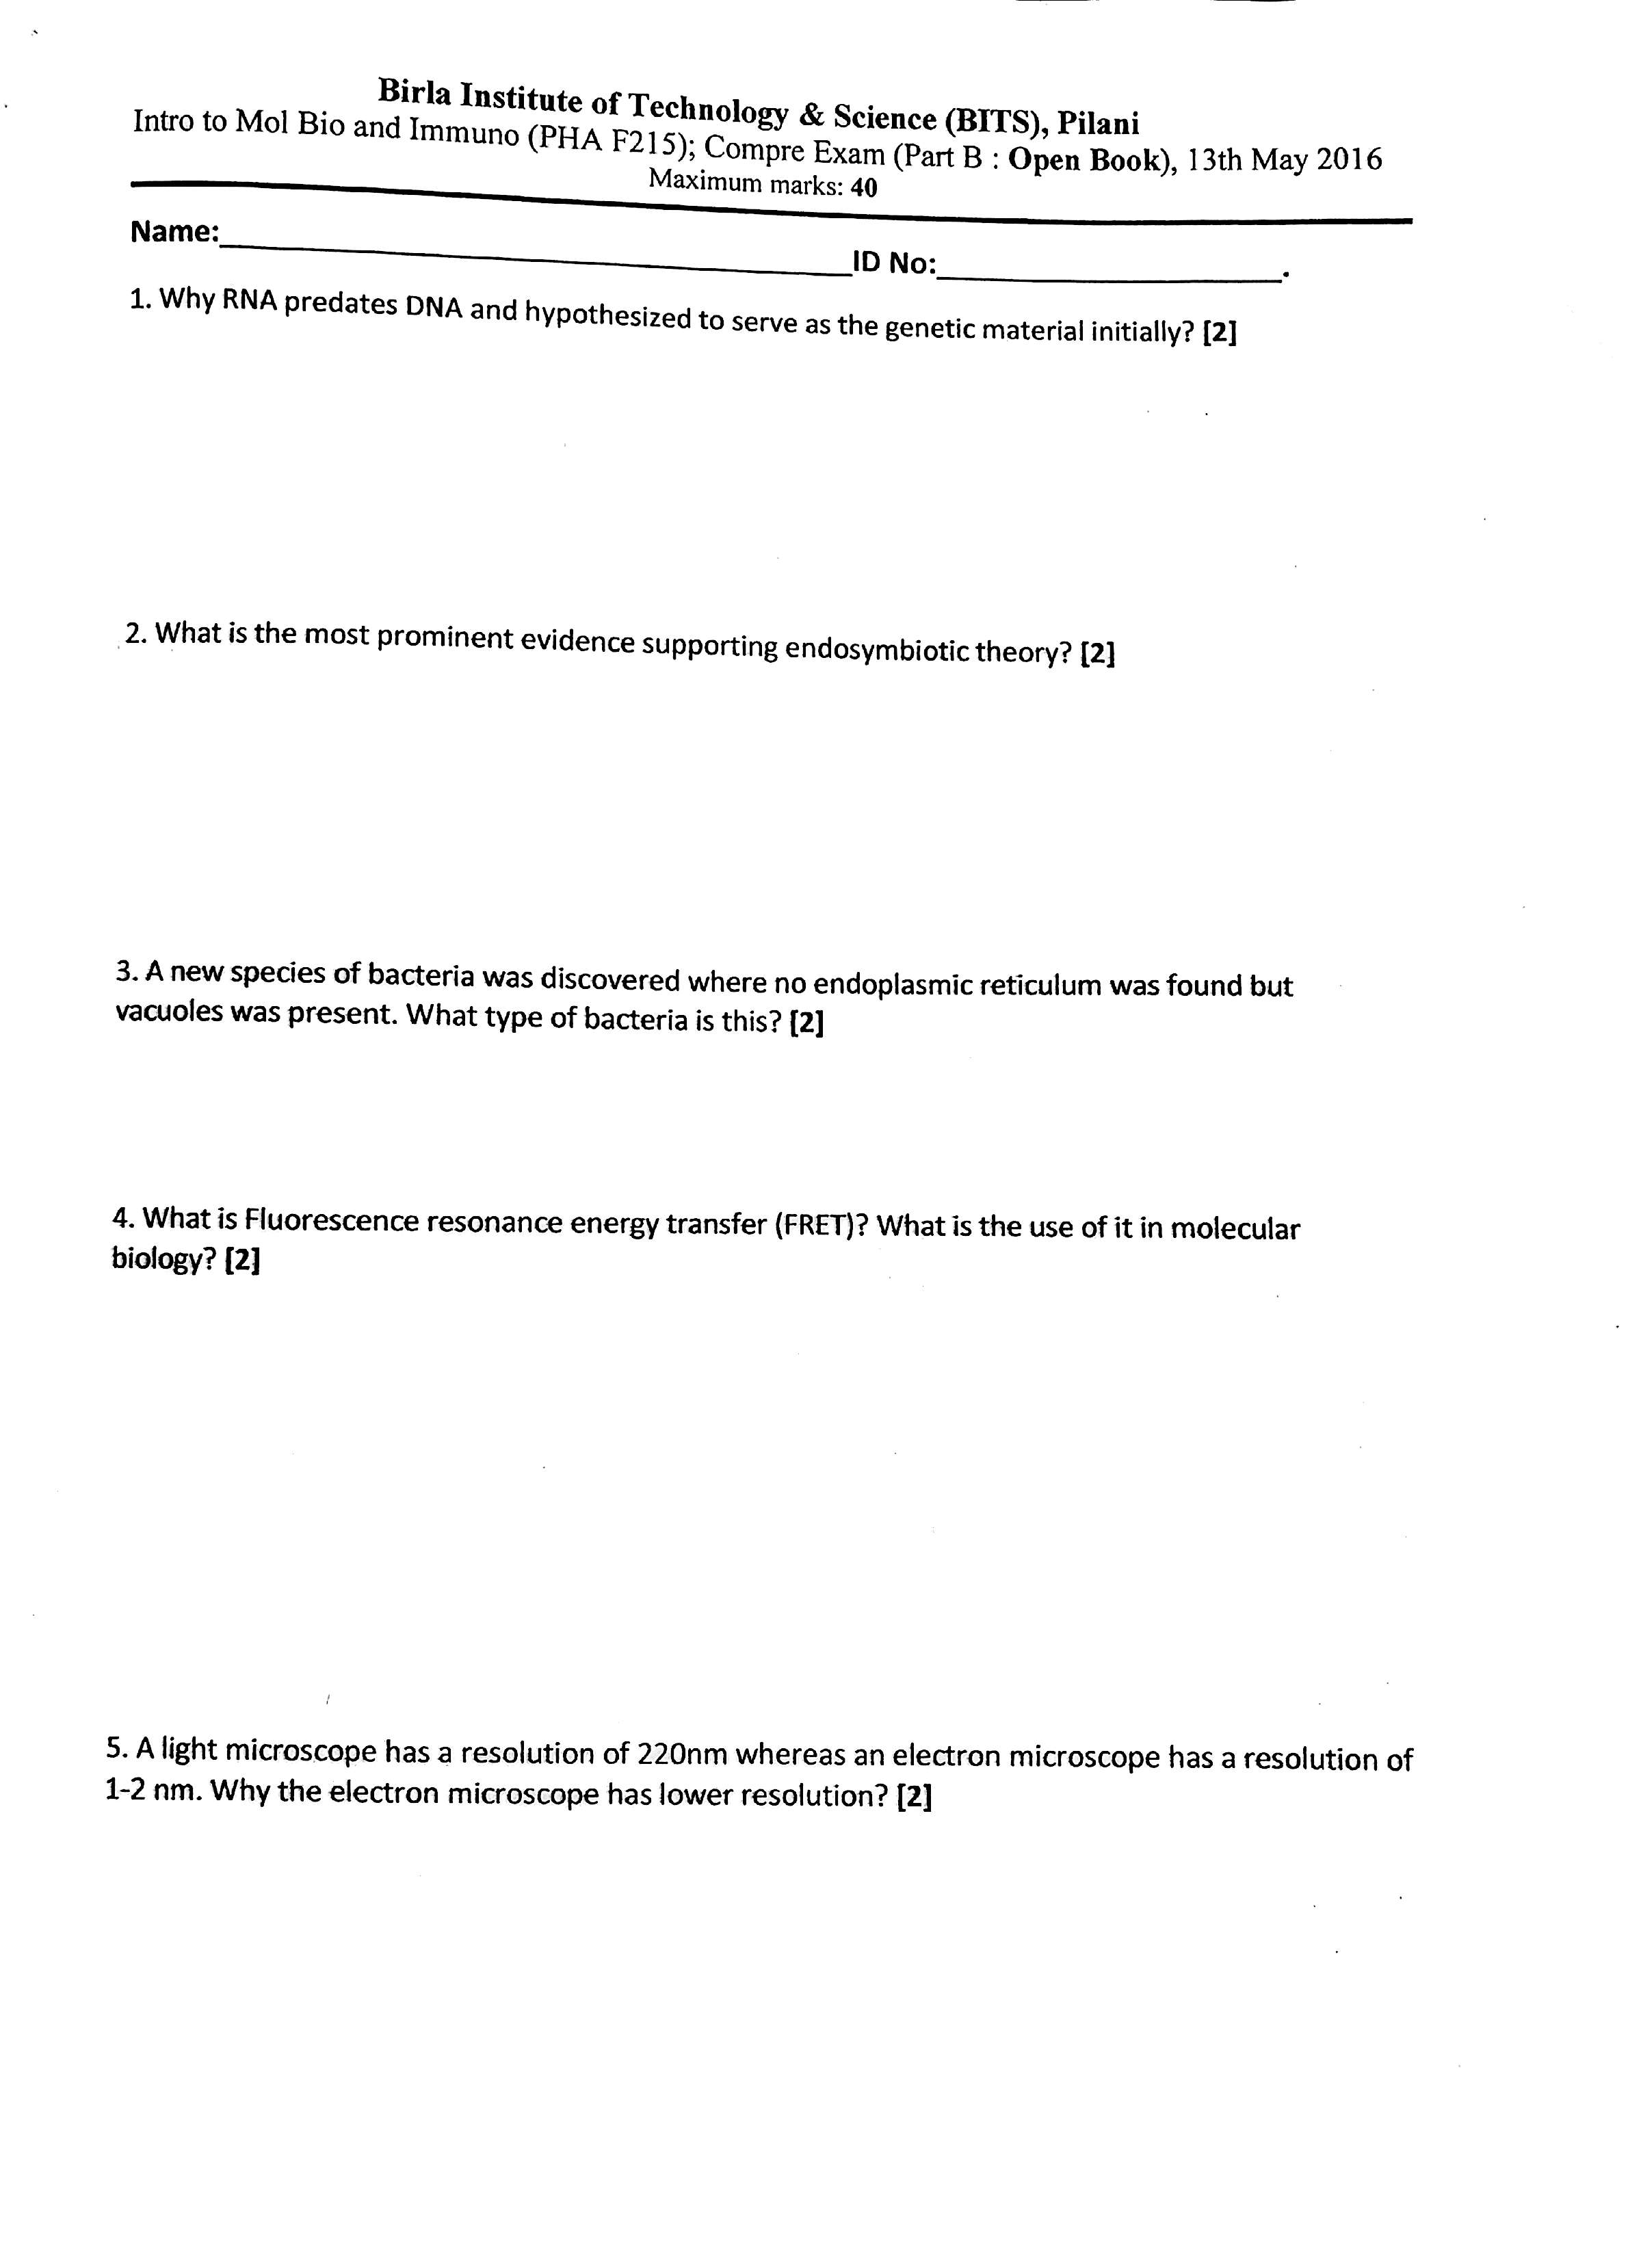 Birla Institute of Technology & Science (BITS), Pilani
Intro to Mol Bio and Immuno (PHA F215); Compre Exam (Part B : Open Book), 13th May 2016
Maximum marks: 40
Name: ID No: .
1. Why RNA predates DNA and hypothesized to serve as the genetic material initially? [2]
2. What is the most prominent evidence supporting endosymbiotic theory? [2]
3. A new species of bacteria was discovered where no endoplasmic reticulum was found but
vacuoles was present. What type of bacteria is this? [2]
4. What is Fluorescence resonance energy transfer (FRET)? What is the use of it in molecular
biology? [2]
5. A light microscope has a resolution of 220nm whereas an electron microscope has a resolution of
1-2 nm. Why the electron microscope has lower resolution? [2]